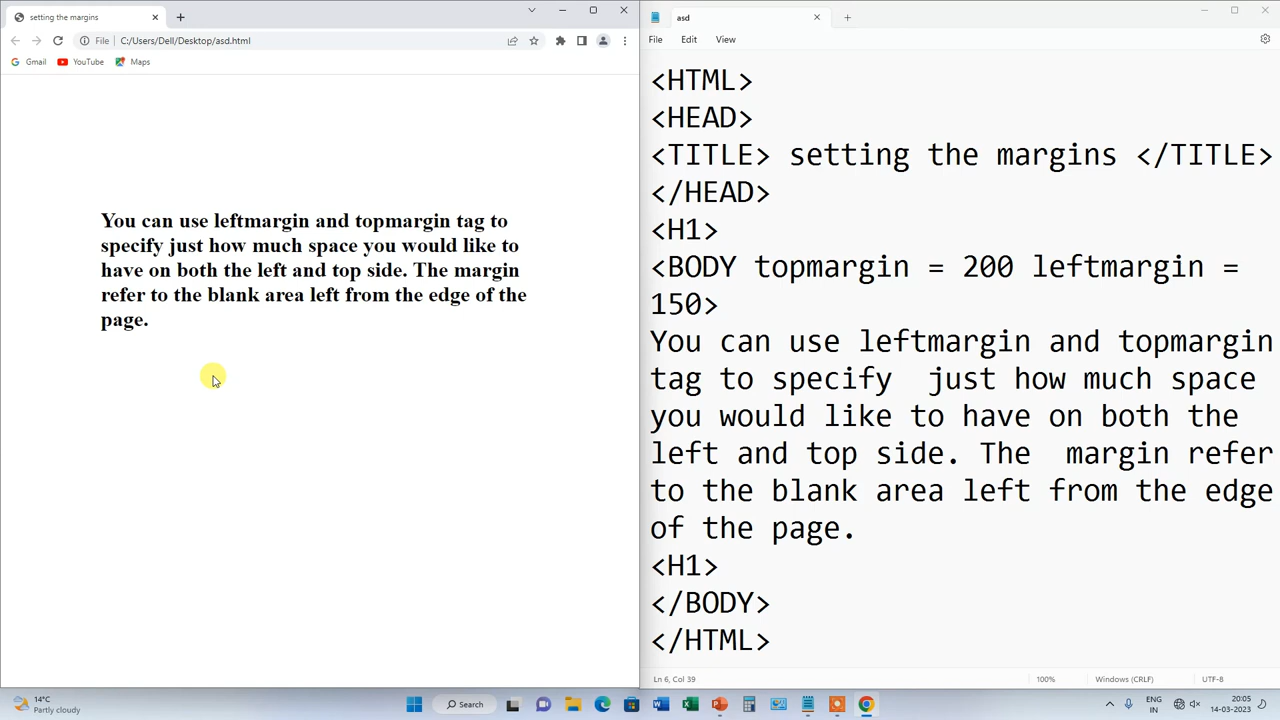 setting the margins
File
C:/Users/Dell/Desktop/asd.html
Gmail
YouTube
Maps
You can use leftmargin and topmargin tag to
specify just how much space you would like to
have on both the left and top side. The margin
refer to the blank area left from the edge of the
page.
asd
File
Edit
View
<HTML>
<HEAD>
<TITLE> setting the margins </TITLE>
</HEAD>
<H1>
<BODY topmargin = 200 leftmargin =
150>
You can use leftmargin and topmargin
tag to specify  just how much space
you would like to have on both the
left and top side. The  margin refer
to the blank area left from the edge
of the page.
<H1>
</BODY>
</HTML>
Ln 6, Col 39
100%
Windows (CRLF)
UTF-8
14°C
Partly cloudy
Search
ENG
IN
20:05
14-03-2023